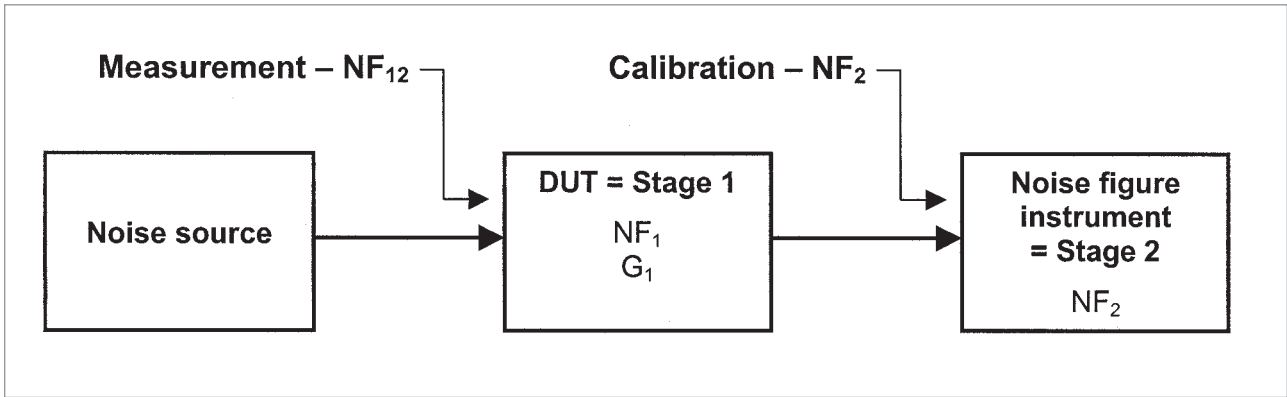 Measurement – NF₁₂
Calibration – NF₂
Noise source
DUT = Stage 1
NF₁
G₁
Noise figure
instrument
= Stage 2
NF₂